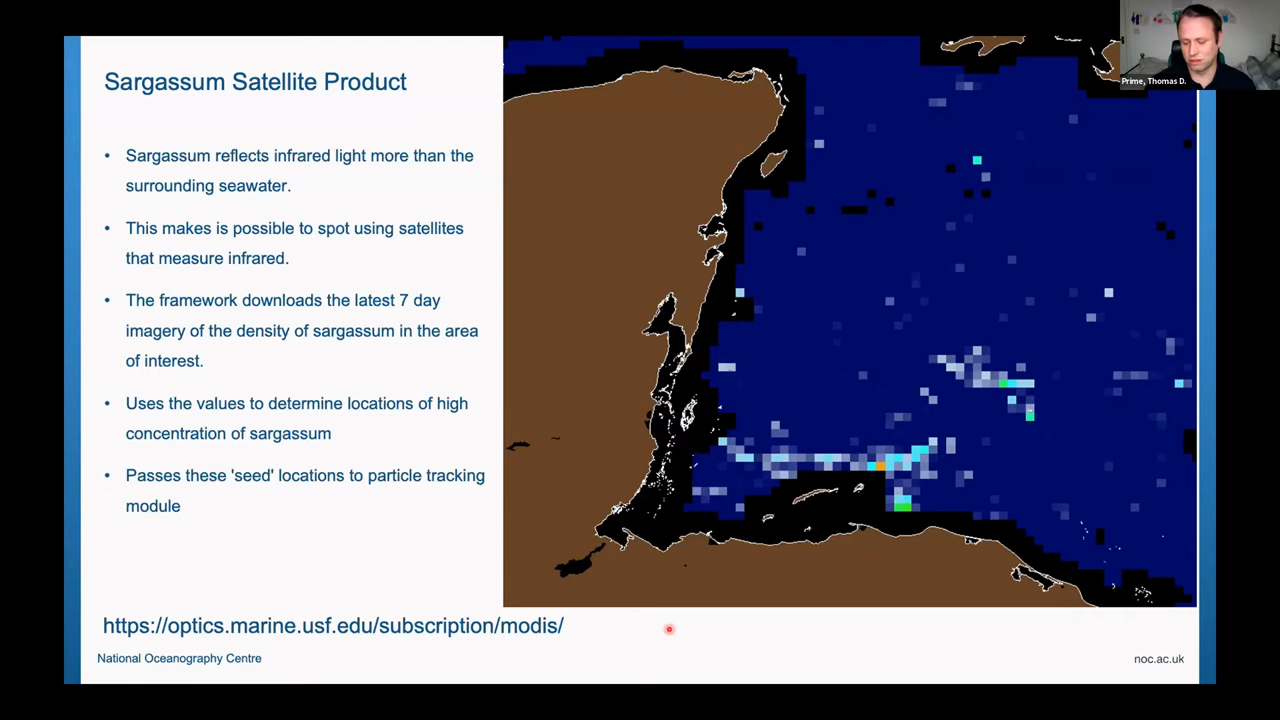 Sargassum Satellite Product
• Sargassum reflects infrared light more than the
surrounding seawater.
• This makes is possible to spot using satellites
that measure infrared.
• The framework downloads the latest 7 day
imagery of the density of sargassum in the area
of interest.
• Uses the values to determine locations of high
concentration of sargassum
• Passes these 'seed' locations to particle tracking
module
https://optics.marine.usf.edu/subscription/modis/
National Oceanography Centre
noc.ac.uk
Prime, Thomas D.